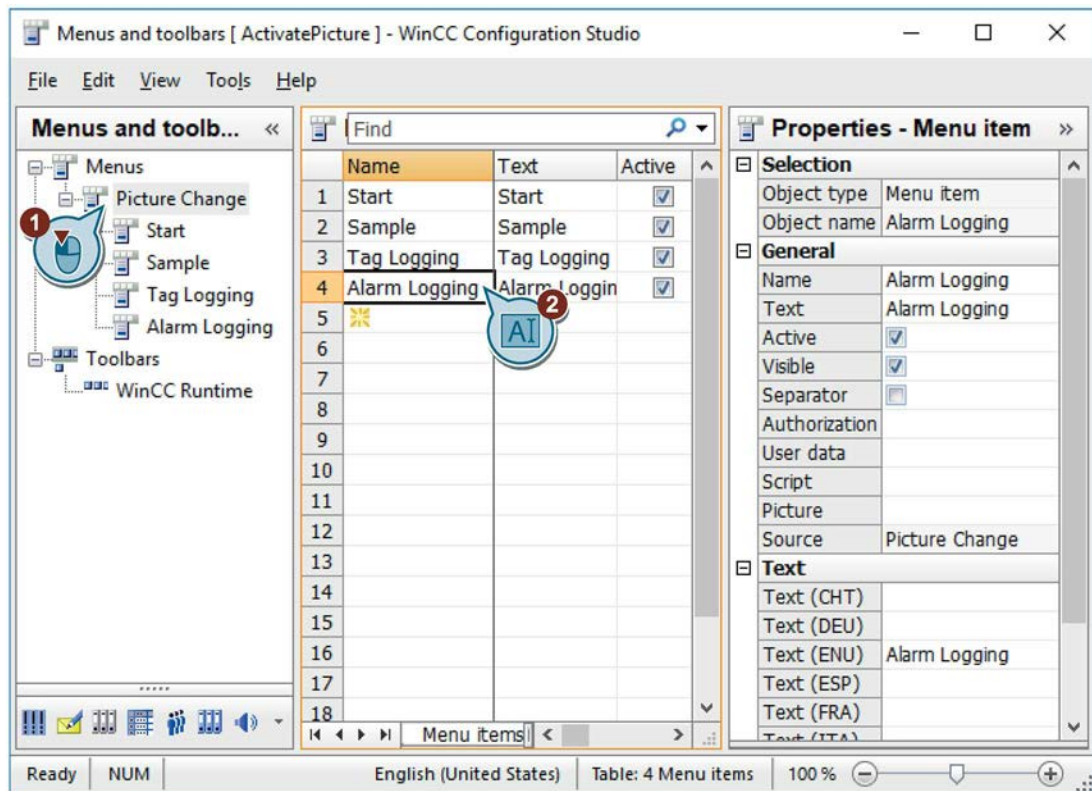 Menus and toolbars [ ActivatePicture ] - WinCC Configuration Studio
File Edit View Tools Help
Menus and toolb... «
Menus
Picture Change
1
Start
Sample
Tag Logging
Alarm Logging
Toolbars
WinCC Runtime
Find
Name Text Active
1 Start Start
2 Sample Sample
3 Tag Logging Tag Logging
4 Alarm Logging Alarm Loggin
2
AI
5
6
7
8
9
10
11
12
13
14
15
16
17
18
Menu items
Properties - Menu item »
Selection
Object type Menu item
Object name Alarm Logging
General
Name Alarm Logging
Text Alarm Logging
Active
Visible
Separator
Authorization
User data
Script
Picture
Source Picture Change
Text
Text (CHT)
Text (DEU)
Text (ENU) Alarm Logging
Text (ESP)
Text (FRA)
Text (ITA)
Ready NUM English (United States) Table: 4 Menu items 100 %